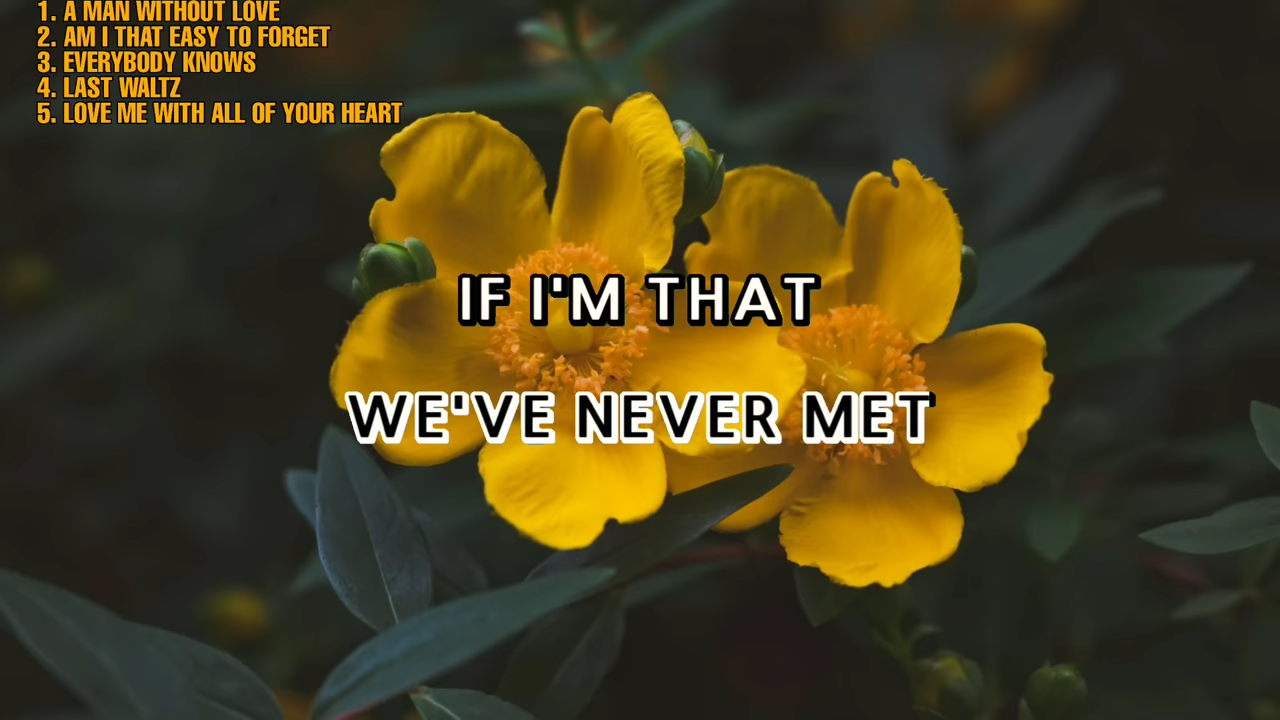 1. A MAN WITHOUT LOVE
2. AM I THAT EASY TO FORGET
3. EVERYBODY KNOWS
4. LAST WALTZ
5. LOVE ME WITH ALL OF YOUR HEART
IF I'M THAT
WE'VE NEVER MET